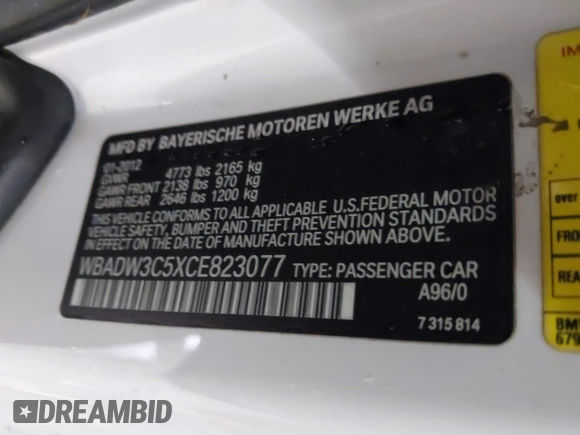 MFD BY BAYERISCHE MOTOREN WERKE AG
01-2012
GVWR 4773 lbs 2165 kg
GAWR FRONT 2138 lbs 970 kg
GAWR REAR 2646 lbs 1200 kg
THIS VEHICLE CONFORMS TO ALL APPLICABLE U.S.FEDERAL MOTOR
VEHICLE SAFETY, BUMPER AND THEFT PREVENTION STANDARDS
IN EFFECT ON THE DATE OF MANUFACTURE SHOWN ABOVE.
WBADW3C5XCE823077 TYPE: PASSENGER CAR
A96/0
7 315 814
over
DREAMBID